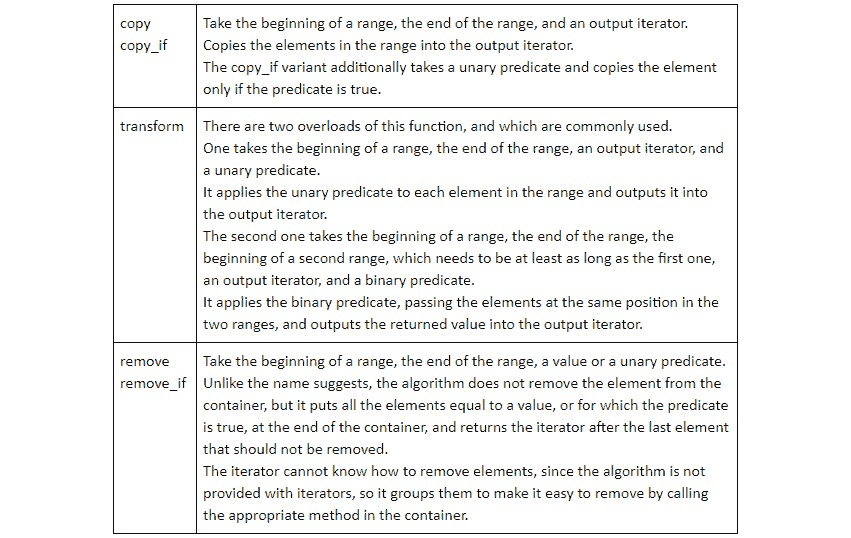 copy
copy_if
Take the beginning of a range, the end of the range, and an output iterator.
Copies the elements in the range into the output iterator.
The copy_if variant additionally takes a unary predicate and copies the element
only if the predicate is true.
transform
There are two overloads of this function, and which are commonly used.
One takes the beginning of a range, the end of the range, an output iterator, and
a unary predicate.
It applies the unary predicate to each element in the range and outputs it into
the output iterator.
The second one takes the beginning of a range, the end of the range, the
beginning of a second range, which needs to be at least as long as the first one,
an output iterator, and a binary predicate.
It applies the binary predicate, passing the elements at the same position in the
two ranges, and outputs the returned value into the output iterator.
remove
remove_if
Take the beginning of a range, the end of the range, a value or a unary predicate.
Unlike the name suggests, the algorithm does not remove the element from the
container, but it puts all the elements equal to a value, or for which the predicate
is true, at the end of the container, and returns the iterator after the last element
that should not be removed.
The iterator cannot know how to remove elements, since the algorithm is not
provided with iterators, so it groups them to make it easy to remove by calling
the appropriate method in the container.